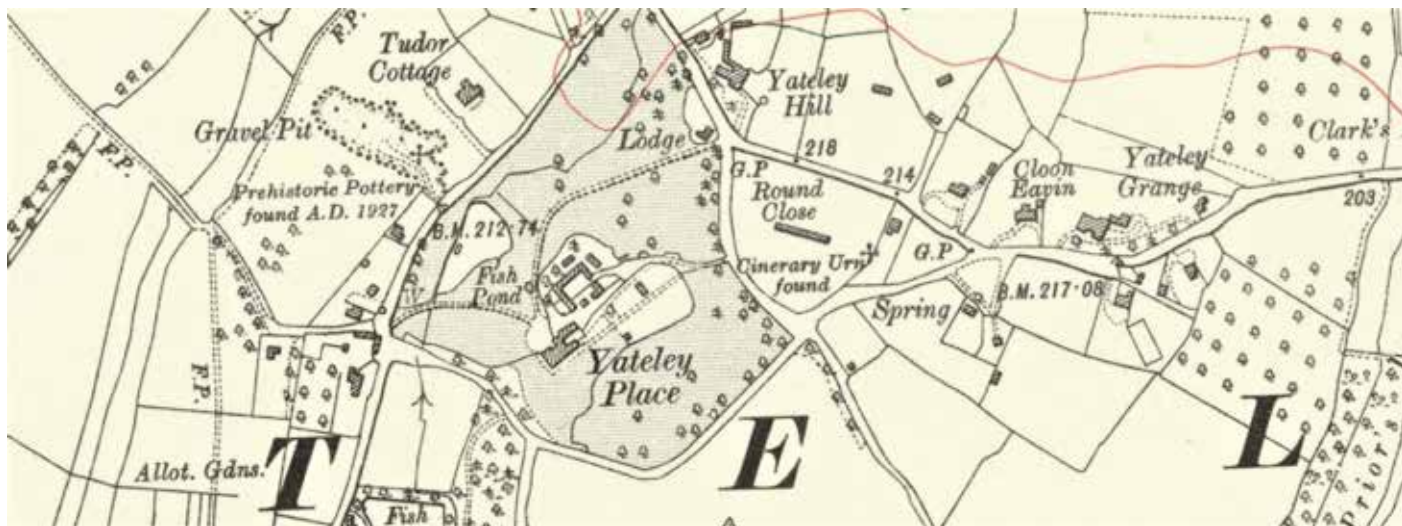 F.P.
Tudor
Cottage
Yateley
Hill
Gravel Pit
Lodge
Clark's
F.P.
218
G.P
Round
Close
214
Cloon
Eavin
Yateley
Grange
203
Prehistoric Pottery
found A.D. 1927
B.M. 212·74
Fish
Pond
Cinerary Urn
found
G.P
B.M. 217·08
Spring
W
Yateley
Place
F.P.
T E L
Allot. Gdns.
Prior's
Fish